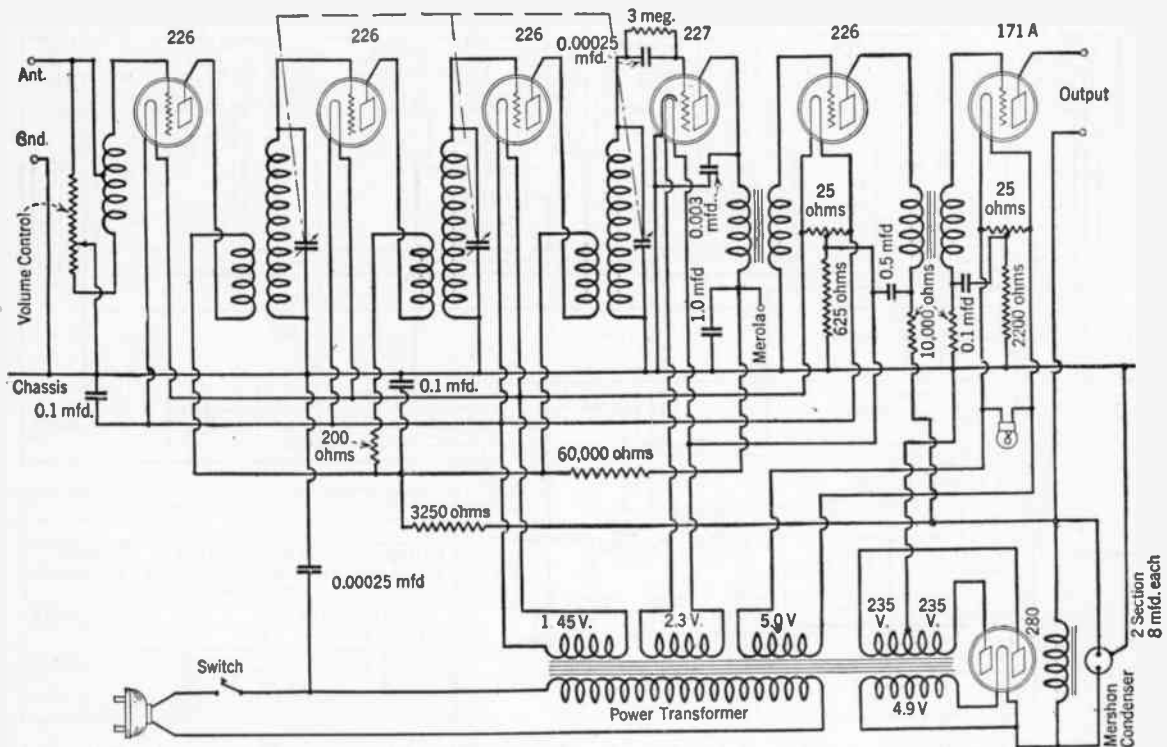 3 meg.
226
226
226
0.00025
mfd.
227
226
171 A
Ant.
Gnd.
Output
Volume Control
0.003
mfd.
25
ohms
25
ohms
1.0 mfd
Merola
625 ohms
0.5 mfd
10,000 ohms
0.1 mfd
2200 ohms
Chassis
0.1 mfd.
0.1 mfd.
200
ohms
60,000 ohms
3250 ohms
0.00025 mfd
1.45 V.
2.3 V.
5.0 V
235
V.
235
V.
280
2 Section
8 mfd. each
Switch
Power Transformer
4.9 V
Mershon
Condenser